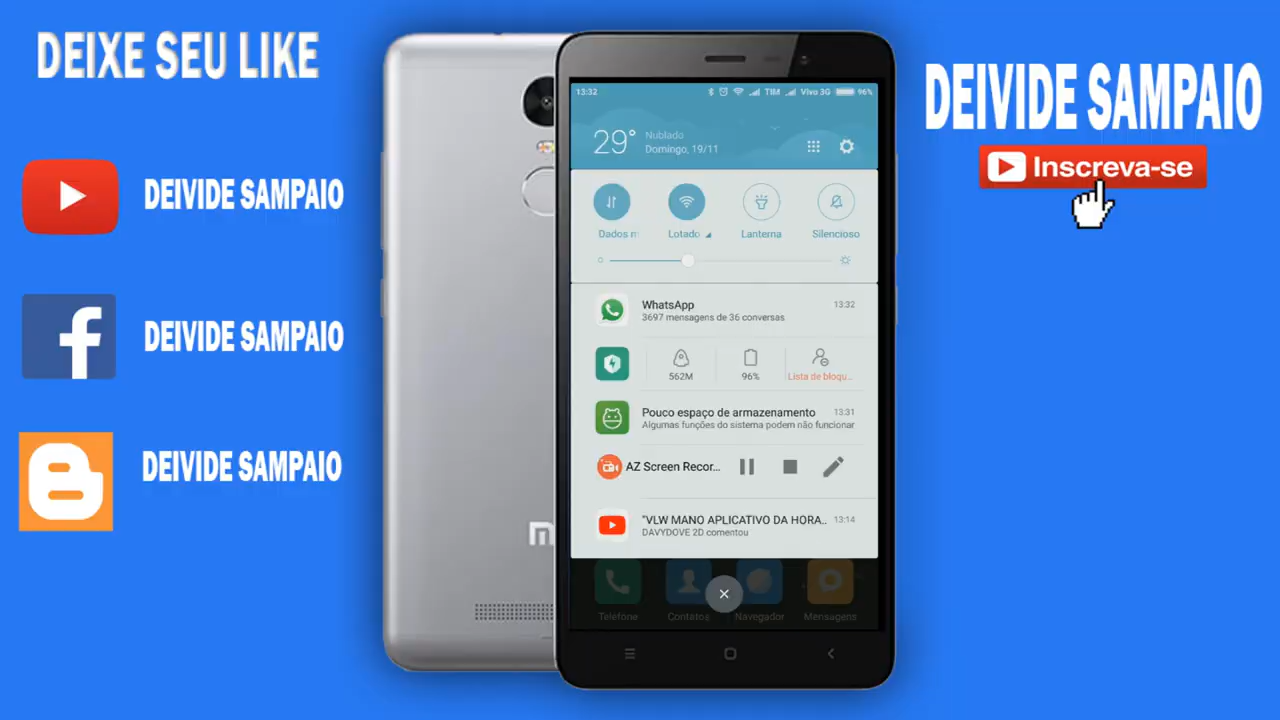 DEIXE SEU LIKE
DEIVIDE SAMPAIO
DEIVIDE SAMPAIO
DEIVIDE SAMPAIO
13:32
TIM
Vivo 3G
96%
29°
Nublado
Domingo, 19/11
Dados m
Lotado
Lanterna
Silencioso
WhatsApp
13:32
3697 mensagens de 36 conversas
562M
96%
Lista de bloqu...
Pouco espaço de armazenamento
13:31
Algumas funções do sistema podem não funcionar
AZ Screen Recor...
"VLW MANO APLICATIVO DA HORA..
13:14
DAVYDOVE 2D comentou
Telefone
Contatos
Navegador
Mensagens
DEIVIDE SAMPAIO
Inscreva-se